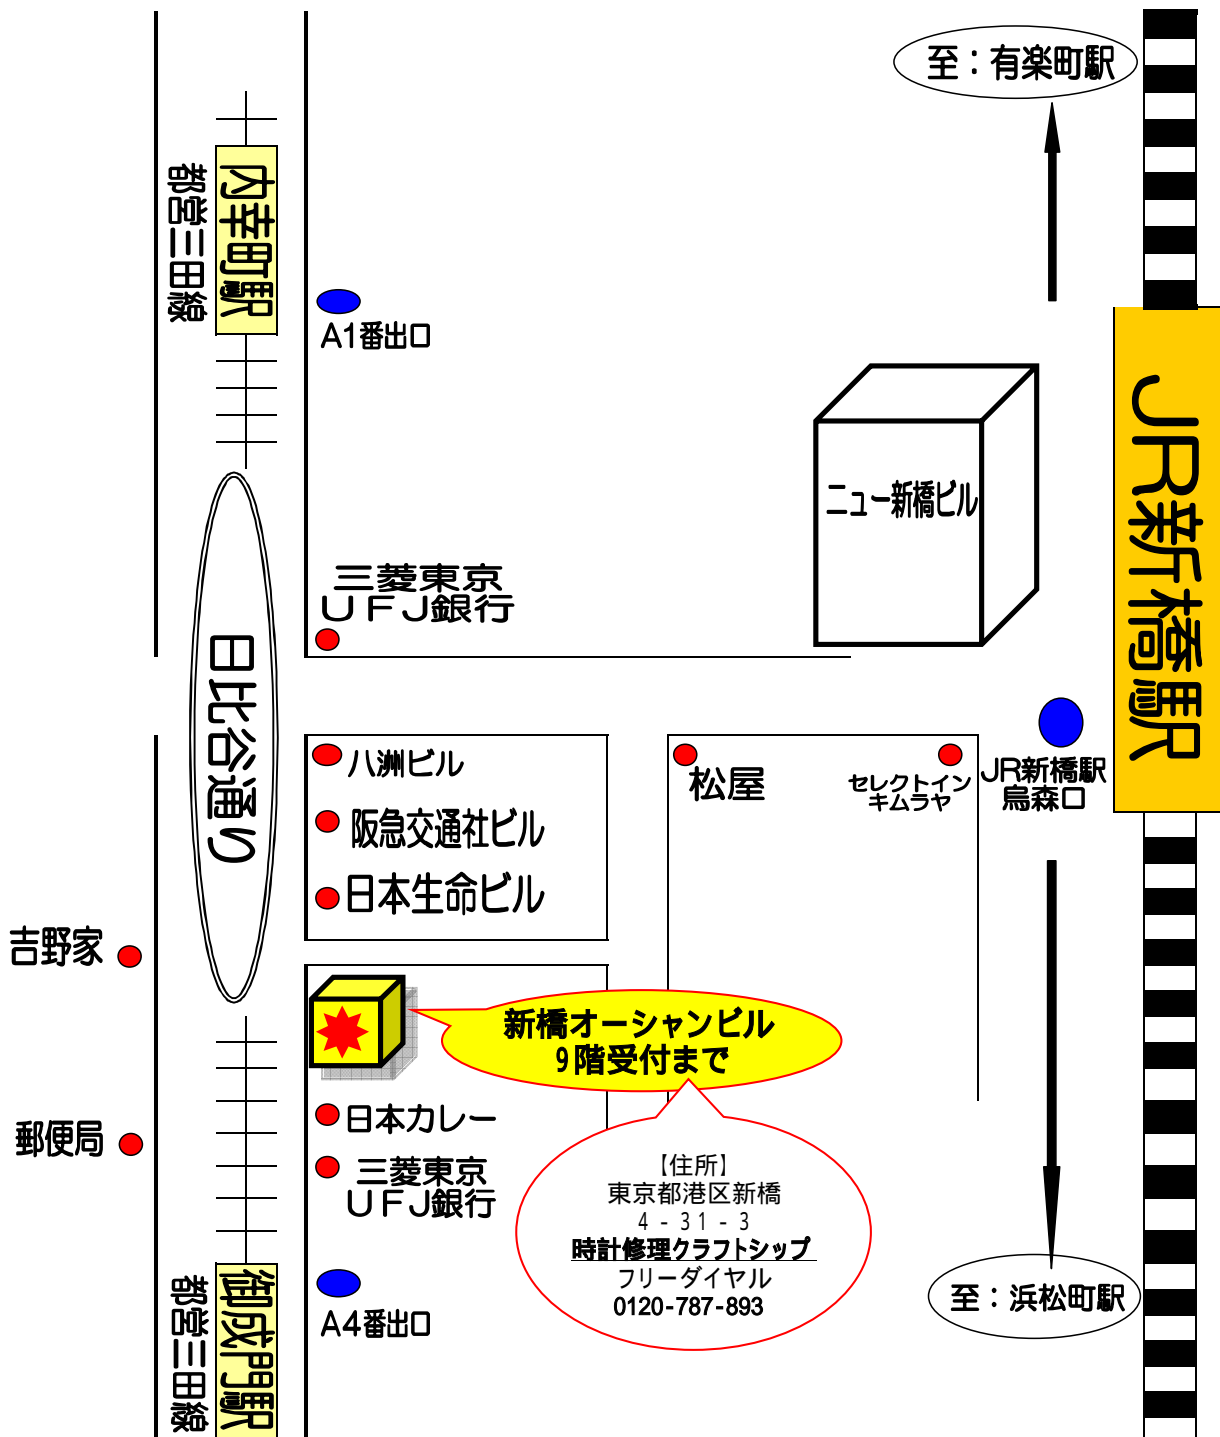 至：有楽町駅
内幸町駅
都営三田線
A1番出口
JR新橋駅
ニュー新橋ビル
三菱東京
ＵＦＪ銀行
日比谷通り
八洲ビル
阪急交通社ビル
日本生命ビル
松屋
セレクトイン
キムラヤ
JR新橋駅
烏森口
吉野家
新橋オーシャンビル
9階受付まで
郵便局
日本カレー
三菱東京
ＵＦＪ銀行
【住所】
東京都港区新橋
4-31-3
時計修理クラフトシップ
フリーダイヤル
0120-787-893
A4番出口
御成門駅
都営三田線
至：浜松町駅